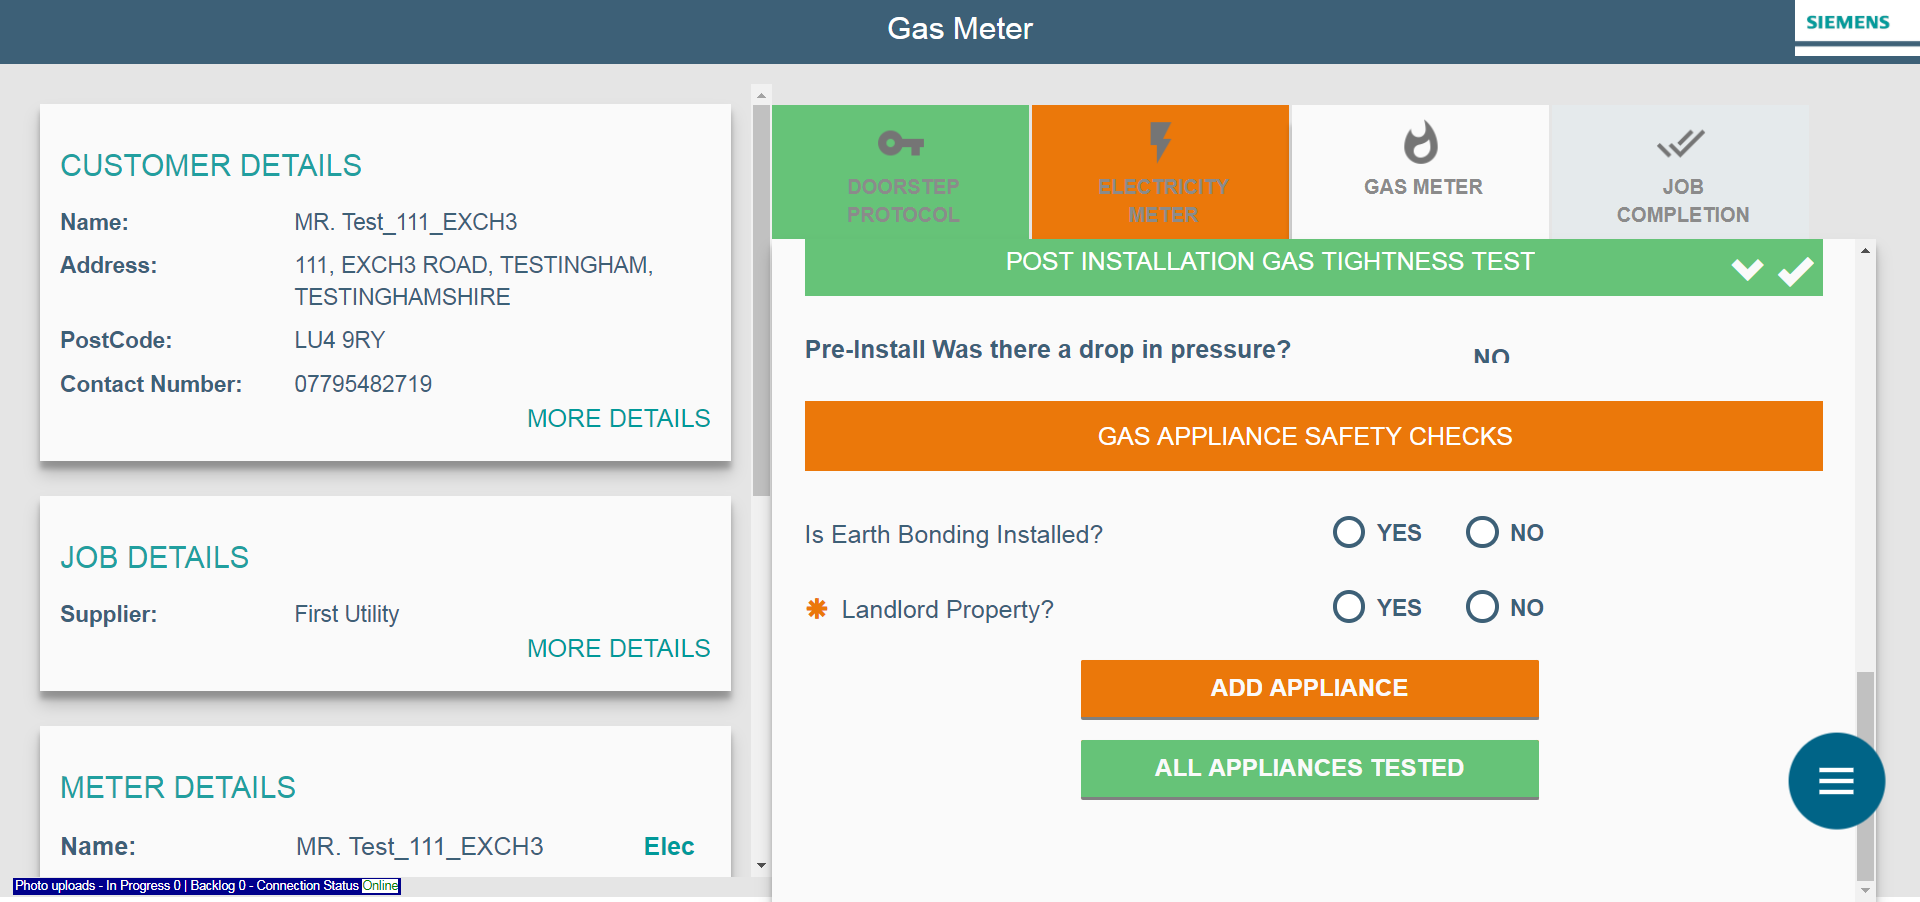 Gas Meter
SIEMENS
CUSTOMER DETAILS
Name: MR. Test_111_EXCH3
Address: 111, EXCH3 ROAD, TESTINGHAM,
TESTINGHAMSHIRE
PostCode: LU4 9RY
Contact Number: 07795482719
MORE DETAILS
JOB DETAILS
Supplier: First Utility
MORE DETAILS
METER DETAILS
Name: MR. Test_111_EXCH3 Elec
Photo uploads - In Progress 0 | Backlog 0 - Connection Status Online
DOORSTEP
PROTOCOL
ELECTRICITY
METER
GAS METER
JOB
COMPLETION
POST INSTALLATION GAS TIGHTNESS TEST
Pre-Install Was there a drop in pressure? NO
GAS APPLIANCE SAFETY CHECKS
Is Earth Bonding Installed? YES NO
✱ Landlord Property? YES NO
ADD APPLIANCE
ALL APPLIANCES TESTED